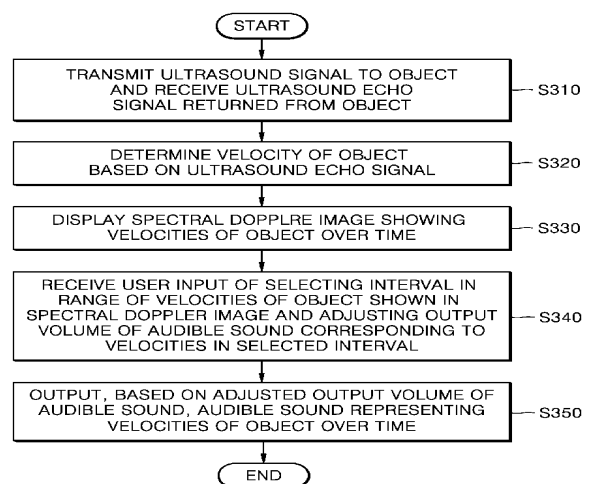 START
TRANSMIT ULTRASOUND SIGNAL TO OBJECT
AND RECEIVE ULTRASOUND ECHO
SIGNAL RETURNED FROM OBJECT
S310
DETERMINE VELOCITY OF OBJECT
BASED ON ULTRASOUND ECHO SIGNAL
S320
DISPLAY SPECTRAL DOPPLRE IMAGE SHOWING
VELOCITIES OF OBJECT OVER TIME
S330
RECEIVE USER INPUT OF SELECTING INTERVAL IN
RANGE OF VELOCITIES OF OBJECT SHOWN IN
SPECTRAL DOPPLER IMAGE AND ADJUSTING OUTPUT
VOLUME OF AUDIBLE SOUND CORRESPONDING TO
VELOCITIES IN SELECTED INTERVAL
S340
OUTPUT, BASED ON ADJUSTED OUTPUT VOLUME OF
AUDIBLE SOUND, AUDIBLE SOUND REPRESENTING
VELOCITIES OF OBJECT OVER TIME
S350
END